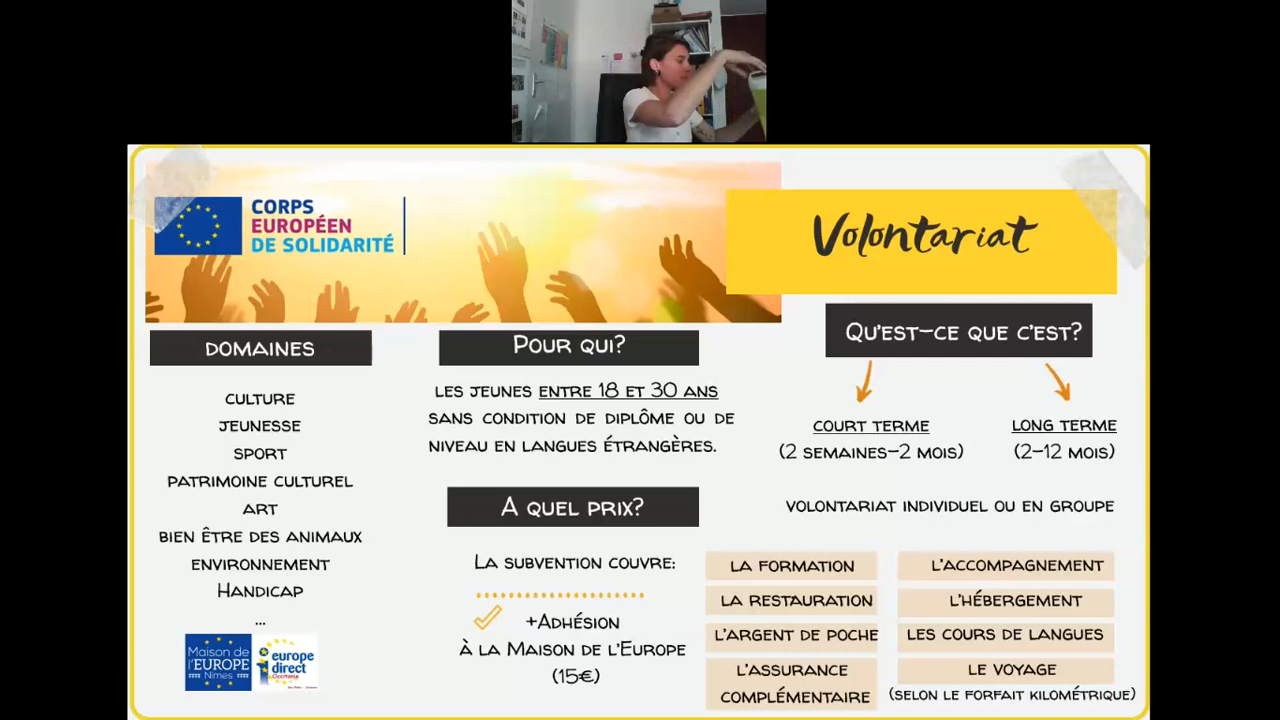 CORPS
EUROPÉEN
DE SOLIDARITÉ
Volontariat
DOMAINES
CULTURE
JEUNESSE
SPORT
PATRIMOINE CULTUREL
ART
BIEN ÊTRE DES ANIMAUX
ENVIRONNEMENT
HANDICAP
...
Maison de
l'EUROPE
Nîmes
europe
direct
Occitanie
POUR QUI?
LES JEUNES ENTRE 18 ET 30 ANS
SANS CONDITION DE DIPLÔME OU DE
NIVEAU EN LANGUES ÉTRANGÈRES.
A QUEL PRIX?
LA SUBVENTION COUVRE:
+ADHÉSION
À LA MAISON DE L'EUROPE
(15€)
QU'EST-CE QUE C'EST?
COURT TERME
(2 SEMAINES-2 MOIS)
LONG TERME
(2-12 MOIS)
VOLONTARIAT INDIVIDUEL OU EN GROUPE
LA FORMATION
LA RESTAURATION
L'ARGENT DE POCHE
L'ASSURANCE
COMPLÉMENTAIRE
L'ACCOMPAGNEMENT
L'HÉBERGEMENT
LES COURS DE LANGUES
LE VOYAGE
(SELON LE FORFAIT KILOMÉTRIQUE)